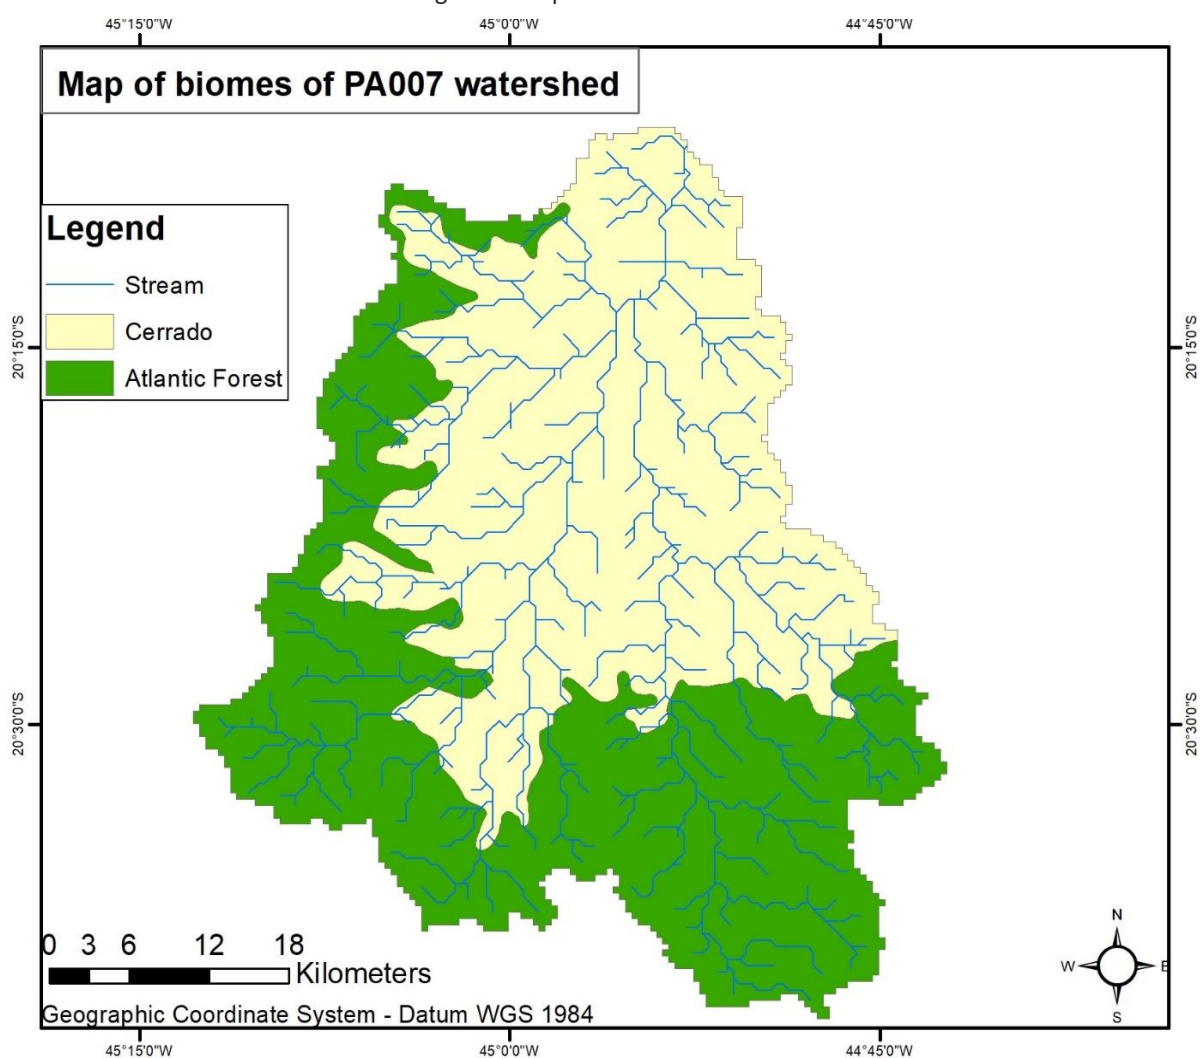 45°15'0"W 45°0'0"W 44°45'0"W
Map of biomes of PA007 watershed
Legend
Stream
Cerrado
Atlantic Forest
20°15'0"S 20°15'0"S
20°30'0"S 20°30'0"S
0 3 6 12 18
Kilometers
Geographic Coordinate System - Datum WGS 1984
N
W E
S
45°15'0"W 45°0'0"W 44°45'0"W